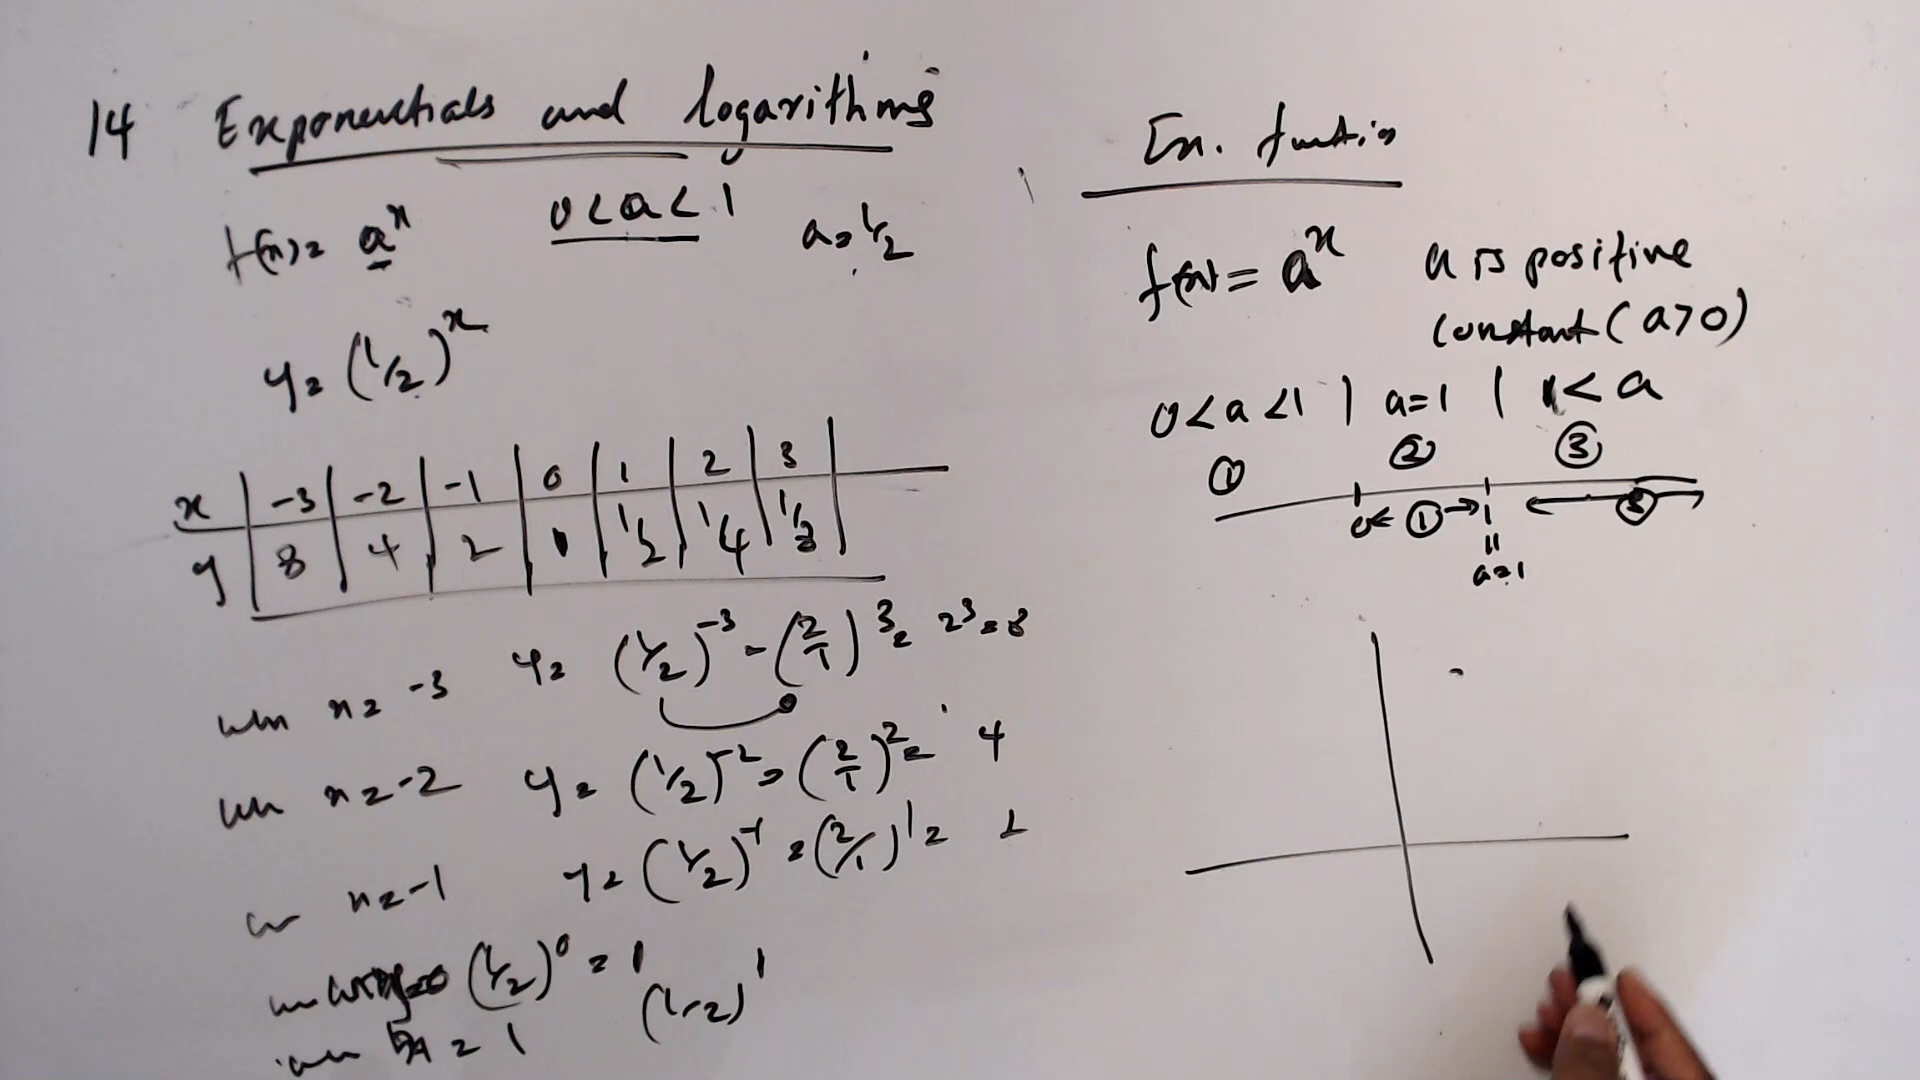 14 Exponentials and logarithms
f(x) = a^x 0<a<1 a=1/2
y = (1/2)^x
x | -3 | -2 | -1 | 0 | 1 | 2 | 3
y | 8 | 4 | 2 | 1 | 1/2 | 1/4 | 1/8
when x = -3 y = (1/2)^-3 = (2/1)^3 = 2^3 = 8
x = -2 y = (1/2)^-2 = (2/1)^2 = 4
x = -1 y = (1/2)^-1 = (2/1)^1 = 2
(1/2)^0 = 1
x = 1 (1/2)^1
Ex. function
f(x) = a^x a is positive
constant (a>0)
0<a<1 | a=1 | 1<a
① ② ③
0 ① 1 ③
||
a=1